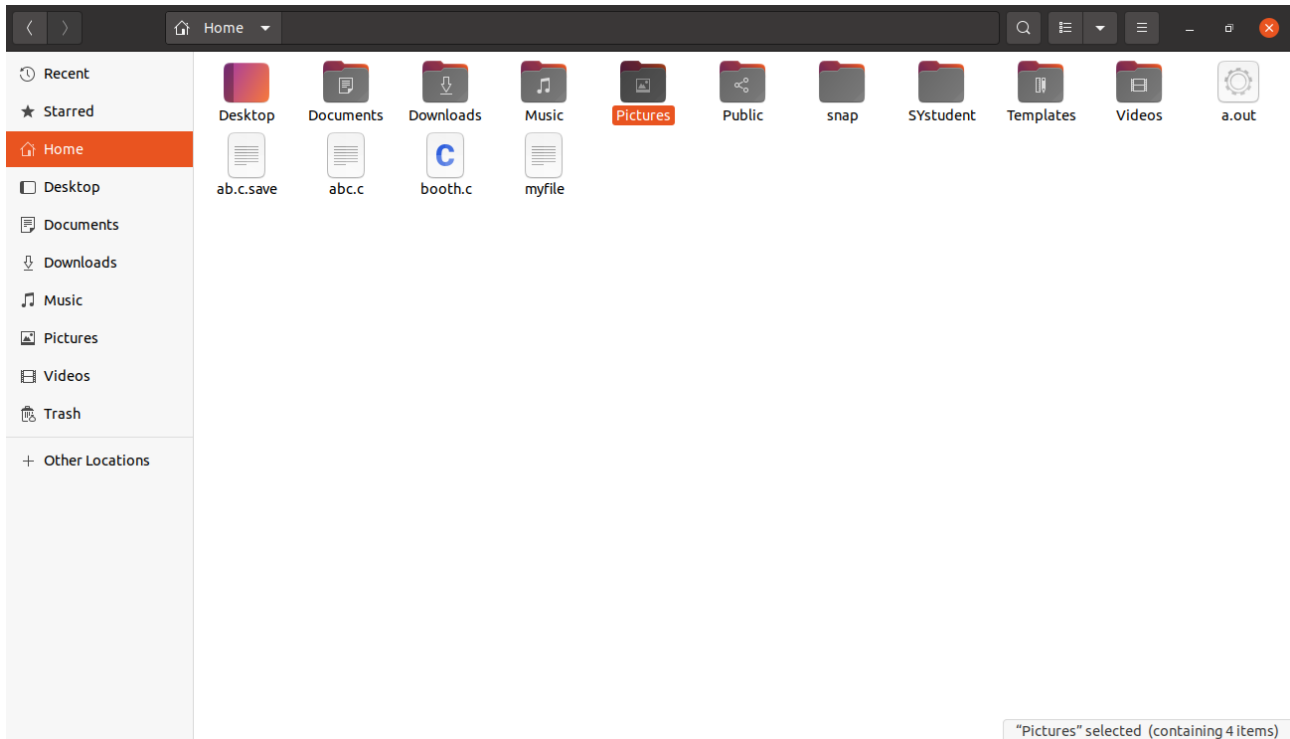 Home
Recent
Starred
Home
Desktop
Documents
Downloads
Music
Pictures
Videos
Trash
Other Locations
Desktop Documents Downloads Music Pictures Public snap SYstudent Templates Videos a.out
ab.c.save abc.c booth.c myfile
“Pictures” selected (containing 4 items)